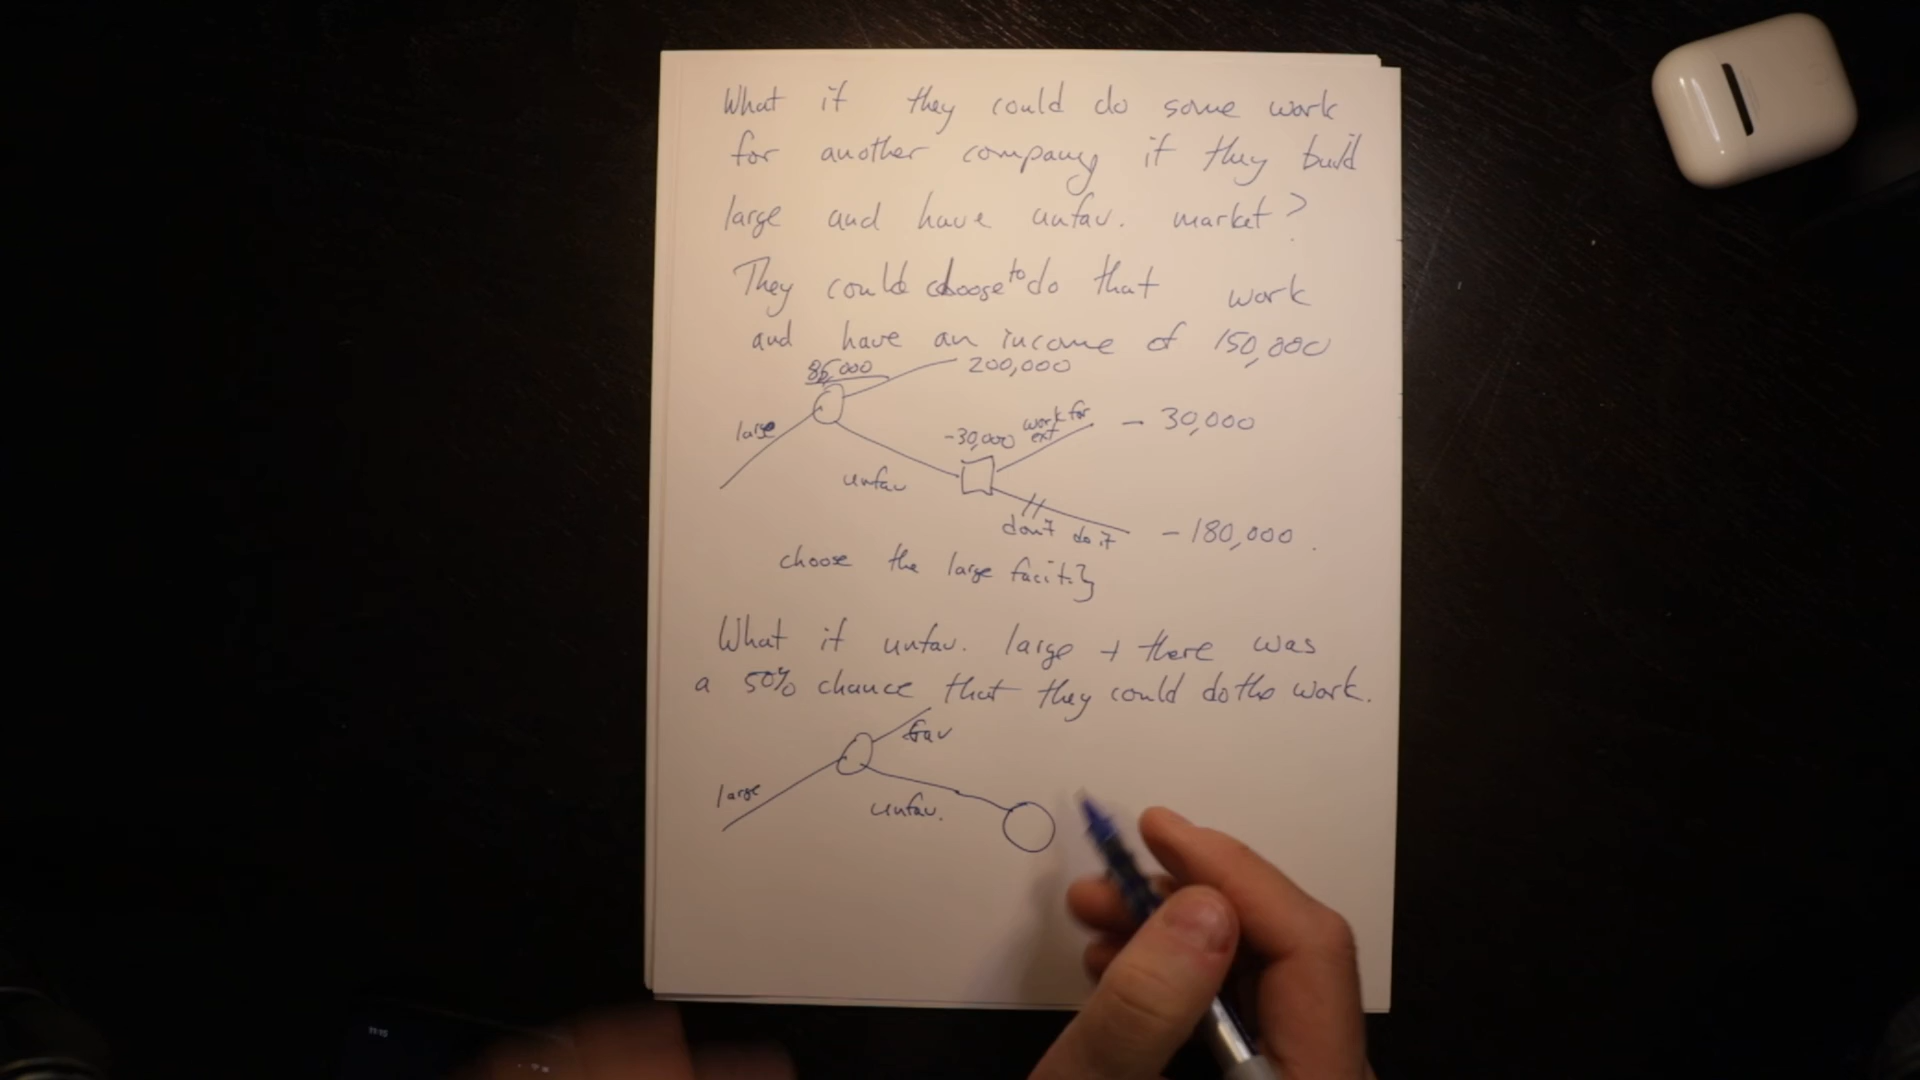 What if they could do some work
for another company if they build
large and have unfav. market?
They could choose to do that work
and have an income of 150,000
85,000
200,000
large
unfav
-30,000
work for ext
- 30,000
don't do it
- 180,000
choose the large facility
What if unfav. large + there was
a 50% chance that they could do the work.
fav
large
unfav.
11:15